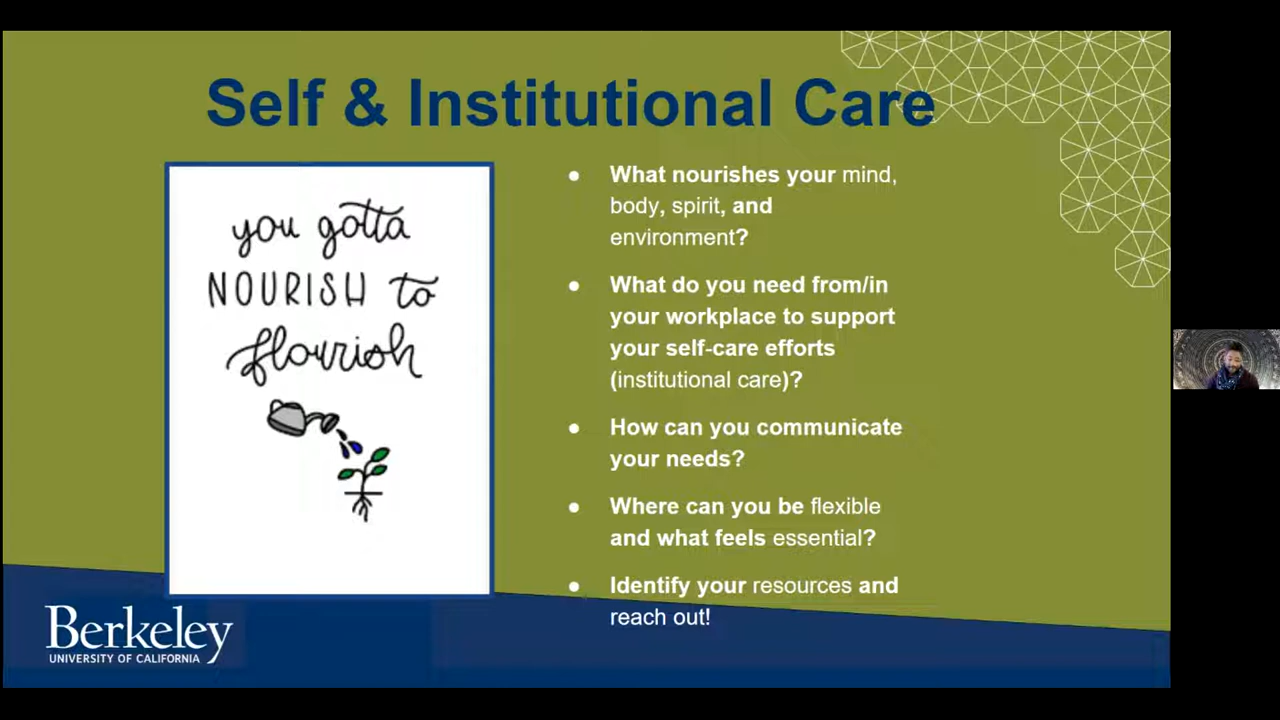 Self & Institutional Care
you gotta
NOURISH to
flourish
● What nourishes your mind,
body, spirit, and
environment?
● What do you need from/in
your workplace to support
your self-care efforts
(institutional care)?
● How can you communicate
your needs?
● Where can you be flexible
and what feels essential?
● Identify your resources and
reach out!
Berkeley
UNIVERSITY OF CALIFORNIA